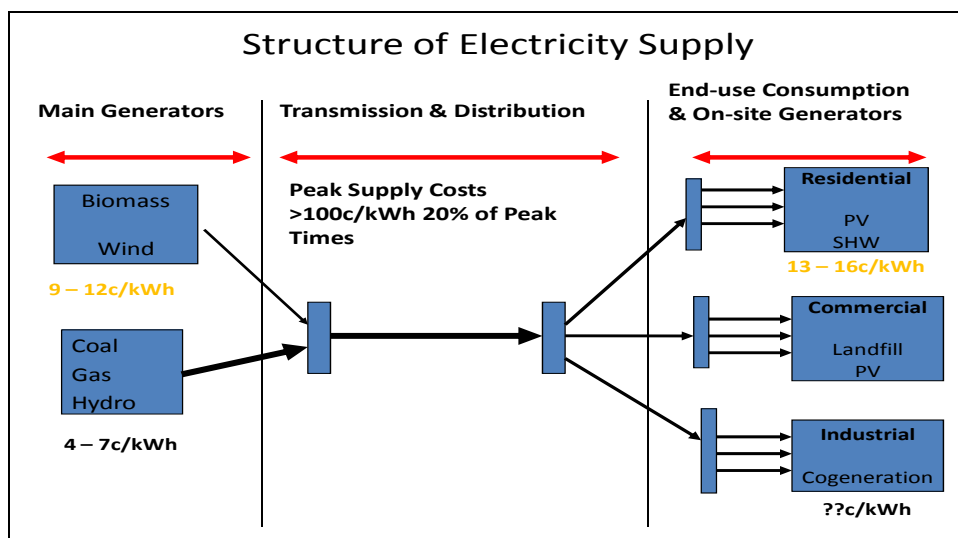 Structure of Electricity Supply
Main Generators
Transmission & Distribution
End-use Consumption
& On-site Generators
Biomass
Wind
9 – 12c/kWh
Coal
Gas
Hydro
4 – 7c/kWh
Peak Supply Costs
>100c/kWh 20% of Peak
Times
Residential
PV
SHW
13 – 16c/kWh
Commercial
Landfill
PV
Industrial
Cogeneration
??c/kWh